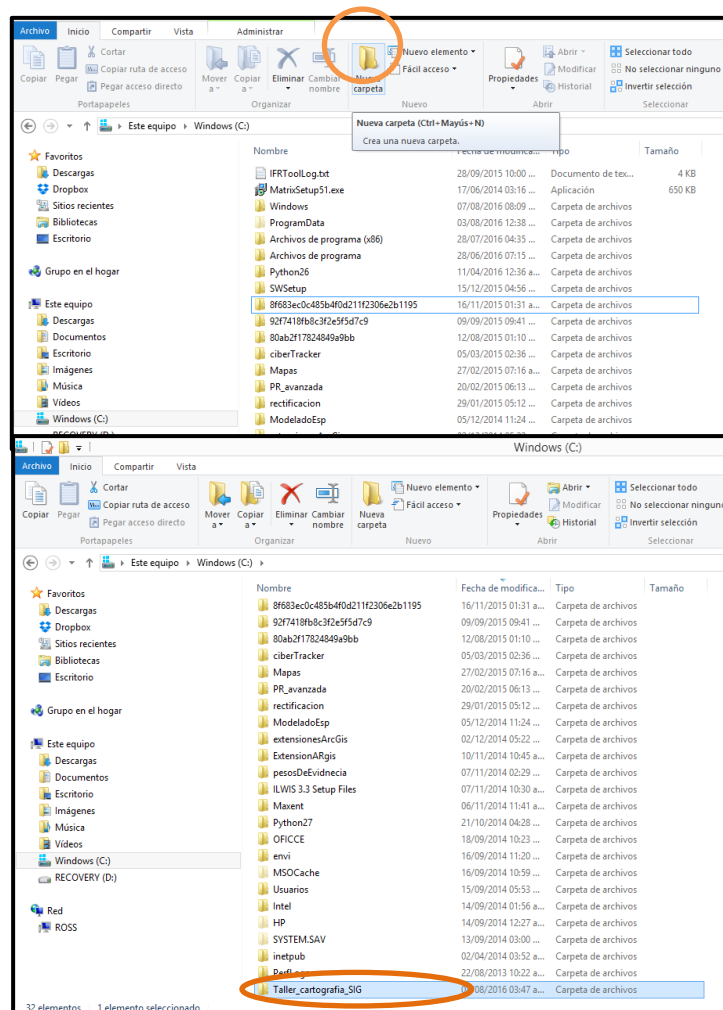 Archivo Inicio Compartir Vista Administrar
Cortar
Copiar ruta de acceso
Pegar acceso directo
Copiar Pegar
Portapapeles
Mover a Copiar a Eliminar Cambiar nombre
Organizar
Nueva carpeta
Nuevo elemento
Fácil acceso
Nuevo
Propiedades
Abrir
Modificar
Historial
Abrir
Seleccionar todo
No seleccionar ninguno
Invertir selección
Seleccionar
Este equipo Windows (C:)
Nueva carpeta (Ctrl+Mayús+N)
Crea una nueva carpeta.
Favoritos
Descargas
Dropbox
Sitios recientes
Bibliotecas
Escritorio
Grupo en el hogar
Este equipo
Descargas
Documentos
Escritorio
Imágenes
Música
Vídeos
Windows (C:)
Nombre Fecha de modifica... Tipo Tamaño
IFRToolLog.txt 28/09/2015 10:00 ... Documento de tex... 4 KB
MatrixSetup51.exe 17/06/2014 03:16 ... Aplicación 650 KB
Windows 07/08/2016 08:09 ... Carpeta de archivos
ProgramData 03/08/2016 12:38 ... Carpeta de archivos
Archivos de programa (x86) 28/07/2016 04:35 ... Carpeta de archivos
Archivos de programa 28/06/2016 07:15 ... Carpeta de archivos
Python26 11/04/2016 12:36 a... Carpeta de archivos
SWSetup 15/12/2015 04:56 ... Carpeta de archivos
8f683ec0c485b4f0d211f2306e2b1195 16/11/2015 01:31 a... Carpeta de archivos
92f7418fb8c3f2e5f5d7c9 09/09/2015 09:41 ... Carpeta de archivos
80ab2f17824849a9bb 12/08/2015 01:10 ... Carpeta de archivos
ciberTracker 05/03/2015 02:36 ... Carpeta de archivos
Mapas 27/02/2015 07:16 a... Carpeta de archivos
PR_avanzada 20/02/2015 06:13 ... Carpeta de archivos
rectificacion 29/01/2015 05:12 ... Carpeta de archivos
ModeladoEsp 05/12/2014 11:24 ... Carpeta de archivos
Windows (C:)
Archivo Inicio Compartir Vista
Cortar
Copiar ruta de acceso
Pegar acceso directo
Copiar Pegar
Portapapeles
Mover a Copiar a Eliminar Cambiar nombre
Organizar
Nueva carpeta
Nuevo elemento
Fácil acceso
Nuevo
Propiedades
Abrir
Modificar
Historial
Abrir
Seleccionar todo
No seleccionar ninguno
Invertir selección
Seleccionar
Este equipo Windows (C:)
Favoritos
Descargas
Dropbox
Sitios recientes
Bibliotecas
Escritorio
Grupo en el hogar
Este equipo
Descargas
Documentos
Escritorio
Imágenes
Música
Vídeos
Windows (C:)
RECOVERY (D:)
Red
ROSS
Nombre Fecha de modifica... Tipo Tamaño
8f683ec0c485b4f0d211f2306e2b1195 16/11/2015 01:31 a... Carpeta de archivos
92f7418fb8c3f2e5f5d7c9 09/09/2015 09:41 ... Carpeta de archivos
80ab2f17824849a9bb 12/08/2015 01:10 ... Carpeta de archivos
ciberTracker 05/03/2015 02:36 ... Carpeta de archivos
Mapas 27/02/2015 07:16 a... Carpeta de archivos
PR_avanzada 20/02/2015 06:13 ... Carpeta de archivos
rectificacion 29/01/2015 05:12 ... Carpeta de archivos
ModeladoEsp 05/12/2014 11:24 ... Carpeta de archivos
extensionesArcGis 02/12/2014 05:22 ... Carpeta de archivos
ExtensionARgis 10/11/2014 10:45 a... Carpeta de archivos
pesosDeEvidnecia 07/11/2014 02:29 ... Carpeta de archivos
ILWIS 3.3 Setup Files 07/11/2014 10:30 a... Carpeta de archivos
Maxent 06/11/2014 11:41 a... Carpeta de archivos
Python27 21/10/2014 04:28 ... Carpeta de archivos
OFICCE 18/09/2014 10:23 ... Carpeta de archivos
envi 16/09/2014 11:20 ... Carpeta de archivos
MSOCache 16/09/2014 10:59 ... Carpeta de archivos
Usuarios 15/09/2014 05:53 ... Carpeta de archivos
Intel 14/09/2014 01:56 a... Carpeta de archivos
HP 14/09/2014 12:27 a... Carpeta de archivos
SYSTEM.SAV 13/09/2014 03:00 ... Carpeta de archivos
inetpub 02/04/2014 03:52 a... Carpeta de archivos
PerfLogs 22/08/2013 10:22 a... Carpeta de archivos
Taller_cartografia_SIG 08/2016 03:47 a... Carpeta de archivos
32 elementos 1 elemento seleccionado